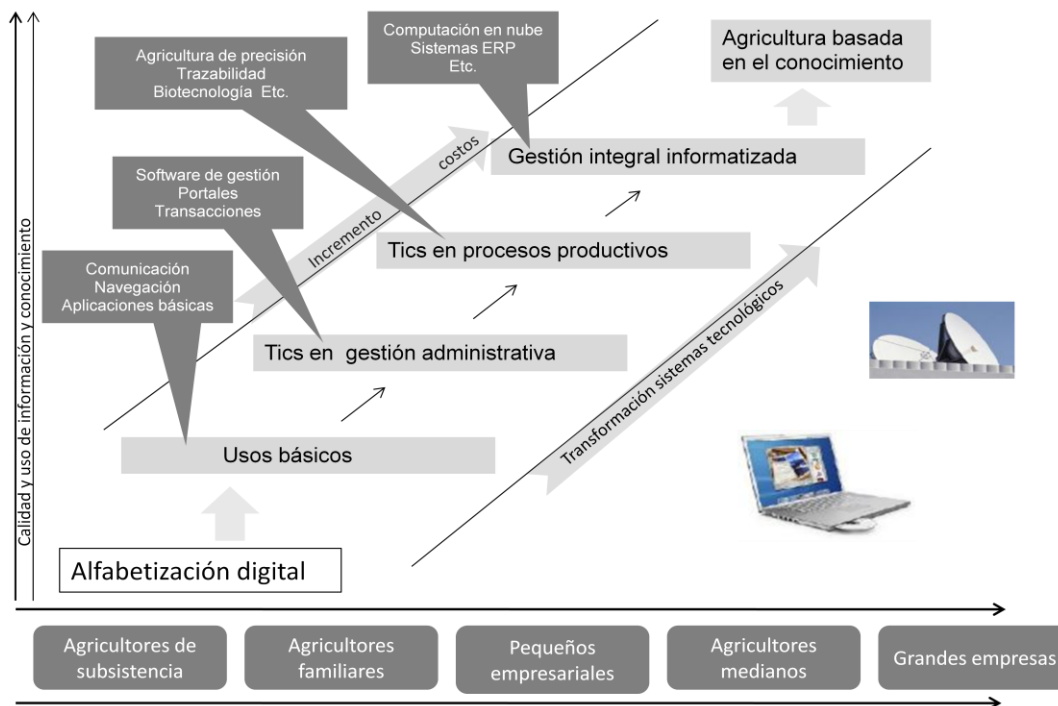 Computación en nube
Sistemas ERP
Etc.
Agricultura basada
en el conocimiento
Agricultura de precisión
Trazabilidad
Biotecnología Etc.
Gestión integral informatizada
Incremento costos
Software de gestión
Portales
Transacciones
Tics en procesos productivos
Comunicación
Navegación
Aplicaciones básicas
Tics en gestión administrativa
Transformación sistemas tecnológicos
Usos básicos
Calidad y uso de información y conocimiento
Alfabetización digital
Agricultores de
subsistencia
Agricultores
familiares
Pequeños
empresariales
Agricultores
medianos
Grandes empresas